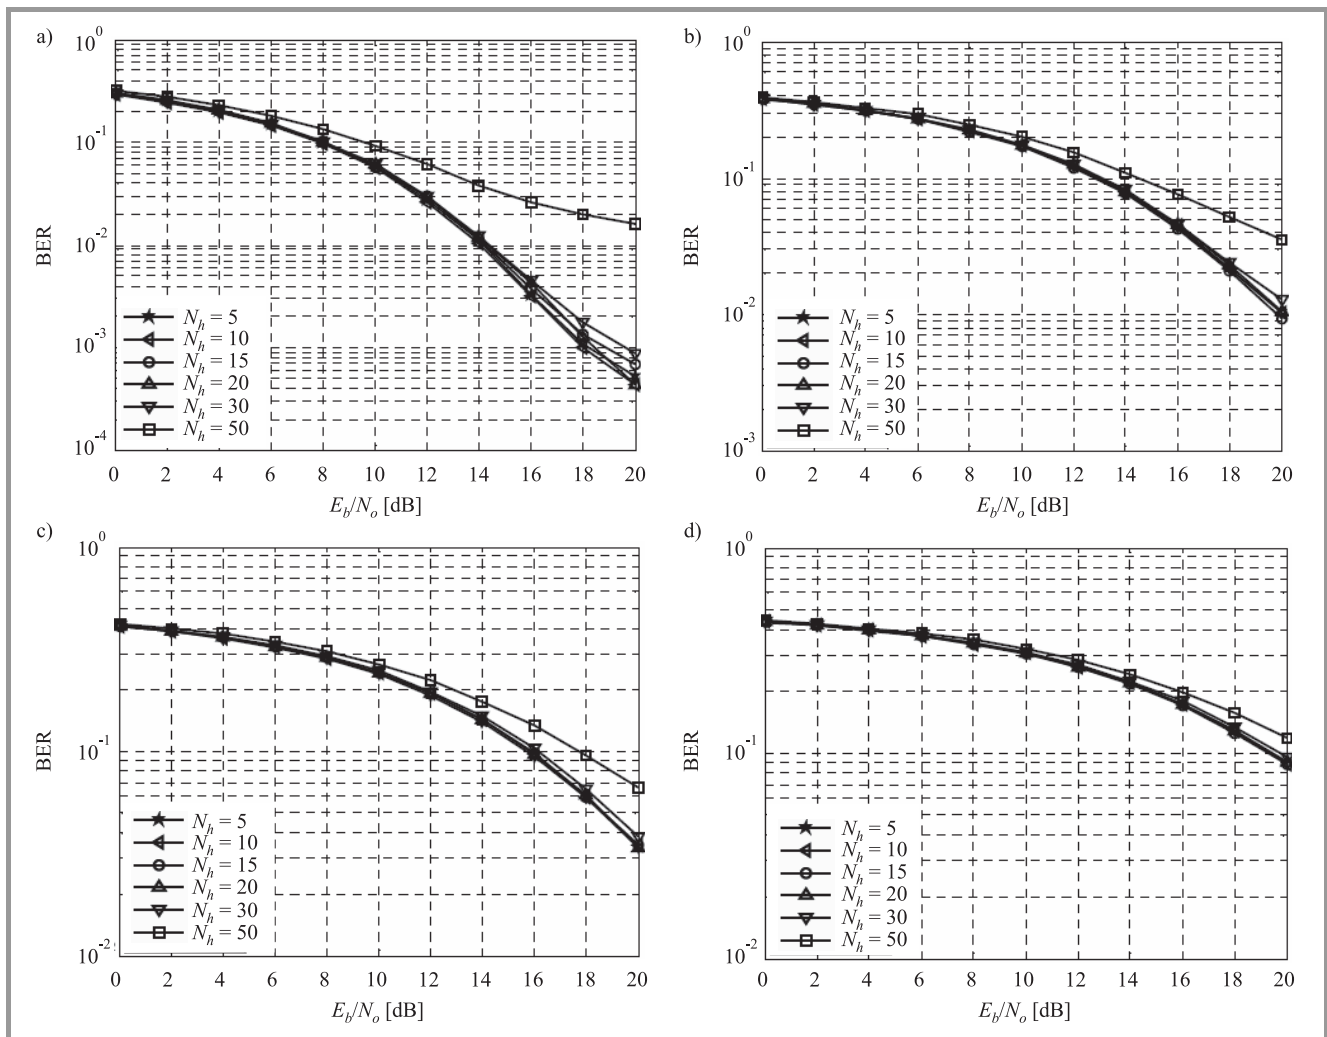 a)
10^0
10^-1
10^-2
10^-3
10^-4
BER
N_h = 5
N_h = 10
N_h = 15
N_h = 20
N_h = 30
N_h = 50
0 2 4 6 8 10 12 14 16 18 20
E_b/N_o [dB]
b)
10^0
10^-1
10^-2
10^-3
BER
N_h = 5
N_h = 10
N_h = 15
N_h = 20
N_h = 30
N_h = 50
0 2 4 6 8 10 12 14 16 18 20
E_b/N_o [dB]
c)
10^0
10^-1
10^-2
BER
N_h = 5
N_h = 10
N_h = 15
N_h = 20
N_h = 30
N_h = 50
0 2 4 6 8 10 12 14 16 18 20
E_b/N_o [dB]
d)
10^0
10^-1
10^-2
BER
N_h = 5
N_h = 10
N_h = 15
N_h = 20
N_h = 30
N_h = 50
0 2 4 6 8 10 12 14 16 18 20
E_b/N_o [dB]